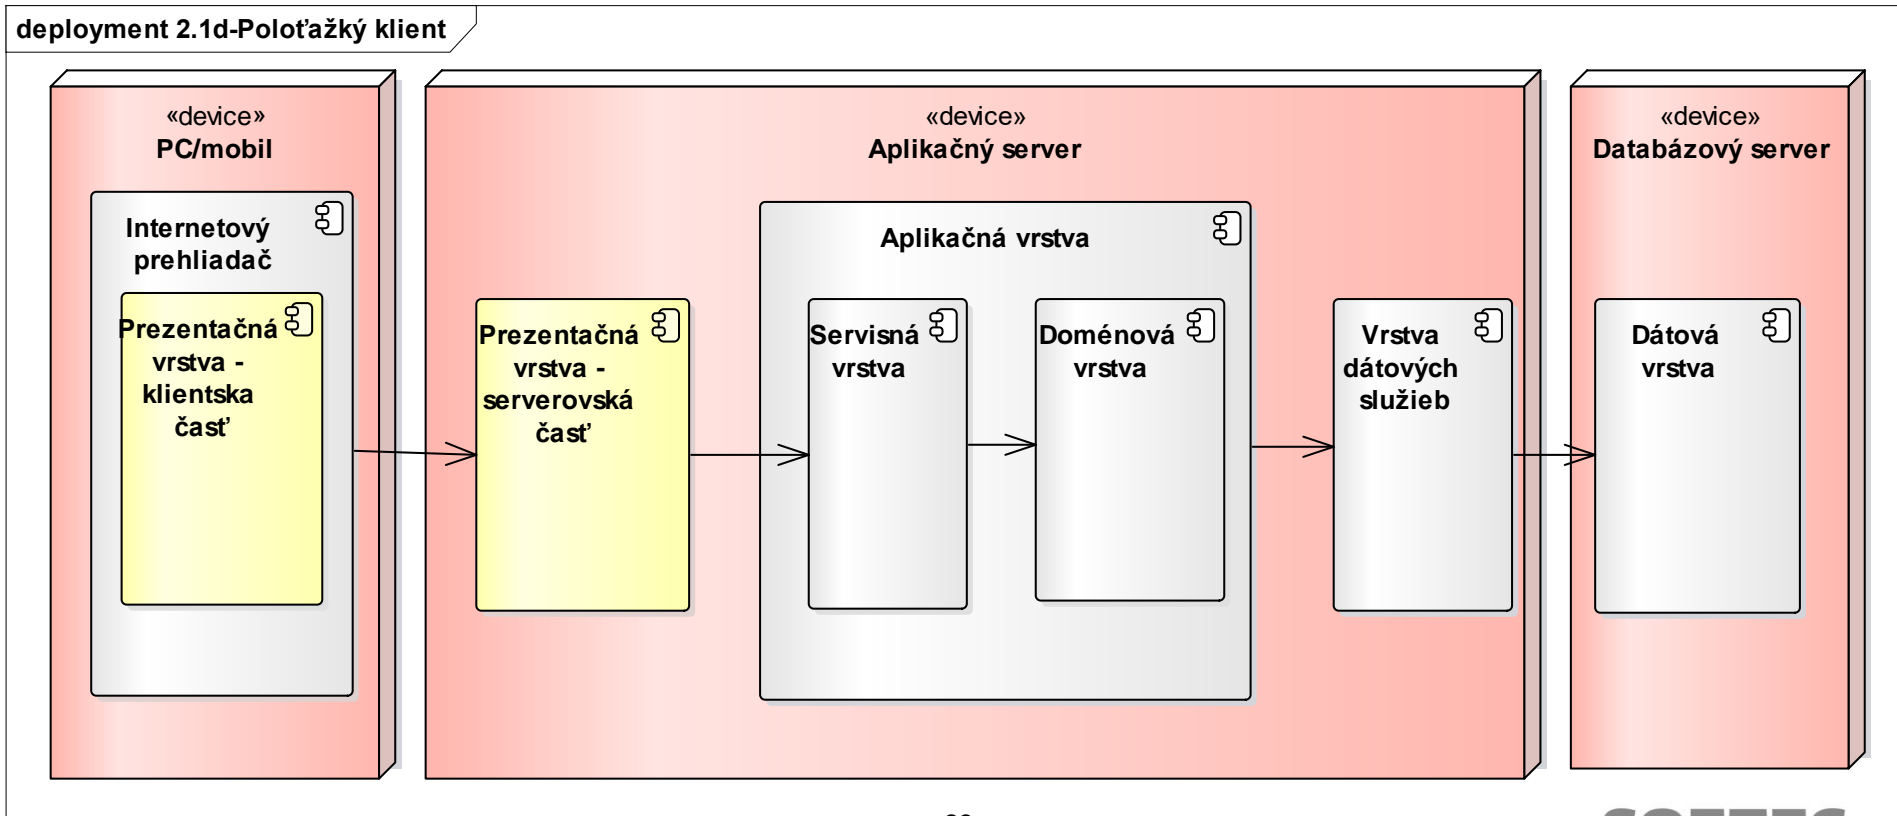 deployment 2.1d-Poloťažký klient
«device»
PC/mobil
Internetový
prehliadač
Prezentačná
vrstva -
klientska
časť
«device»
Aplikačný server
Prezentačná
vrstva -
serverovská
časť
Aplikačná vrstva
Servisná
vrstva
Doménová
vrstva
Vrstva
dátových
služieb
«device»
Databázový server
Dátová
vrstva